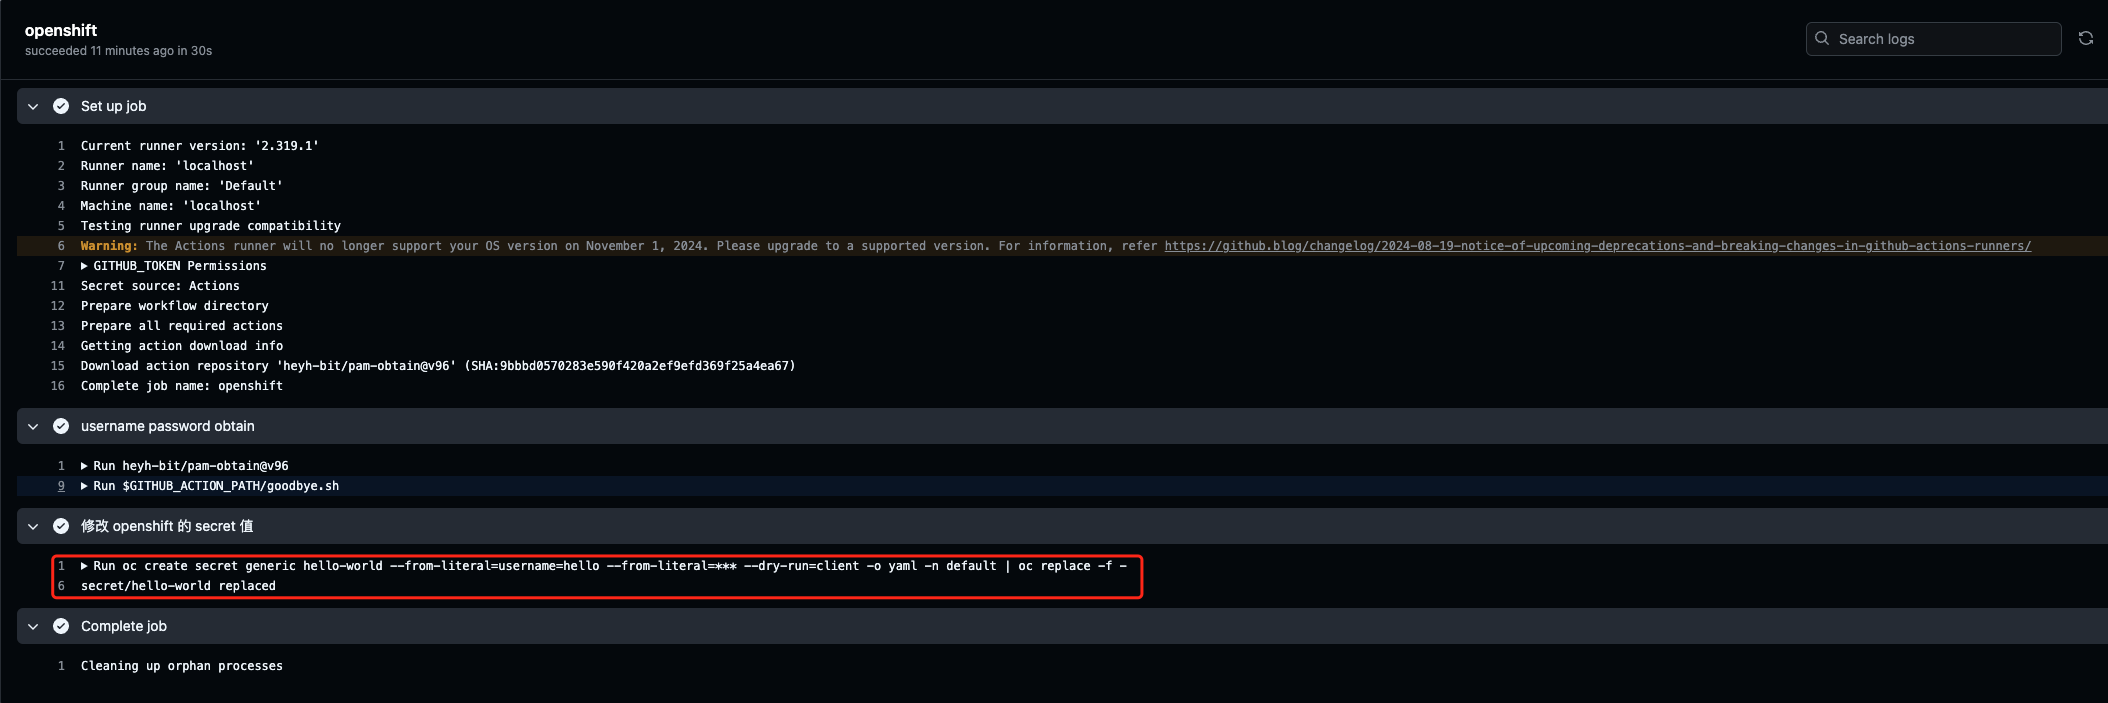 openshift
succeeded 11 minutes ago in 30s
Search logs
Set up job
1 Current runner version: '2.319.1'
2 Runner name: 'localhost'
3 Runner group name: 'Default'
4 Machine name: 'localhost'
5 Testing runner upgrade compatibility
6 Warning: The Actions runner will no longer support your OS version on November 1, 2024. Please upgrade to a supported version. For information, refer https://github.blog/changelog/2024-08-19-notice-of-upcoming-deprecations-and-breaking-changes-in-github-actions-runners/
7 ▶ GITHUB_TOKEN Permissions
11 Secret source: Actions
12 Prepare workflow directory
13 Prepare all required actions
14 Getting action download info
15 Download action repository 'heyh-bit/pam-obtain@v96' (SHA:9bbbd0570283e590f420a2ef9efd369f25a4ea67)
16 Complete job name: openshift
username password obtain
1 ▶ Run heyh-bit/pam-obtain@v96
9 ▶ Run $GITHUB_ACTION_PATH/goodbye.sh
修改 openshift 的 secret 值
1 ▶ Run oc create secret generic hello-world --from-literal=username=hello --from-literal=*** --dry-run=client -o yaml -n default | oc replace -f -
6 secret/hello-world replaced
Complete job
1 Cleaning up orphan processes